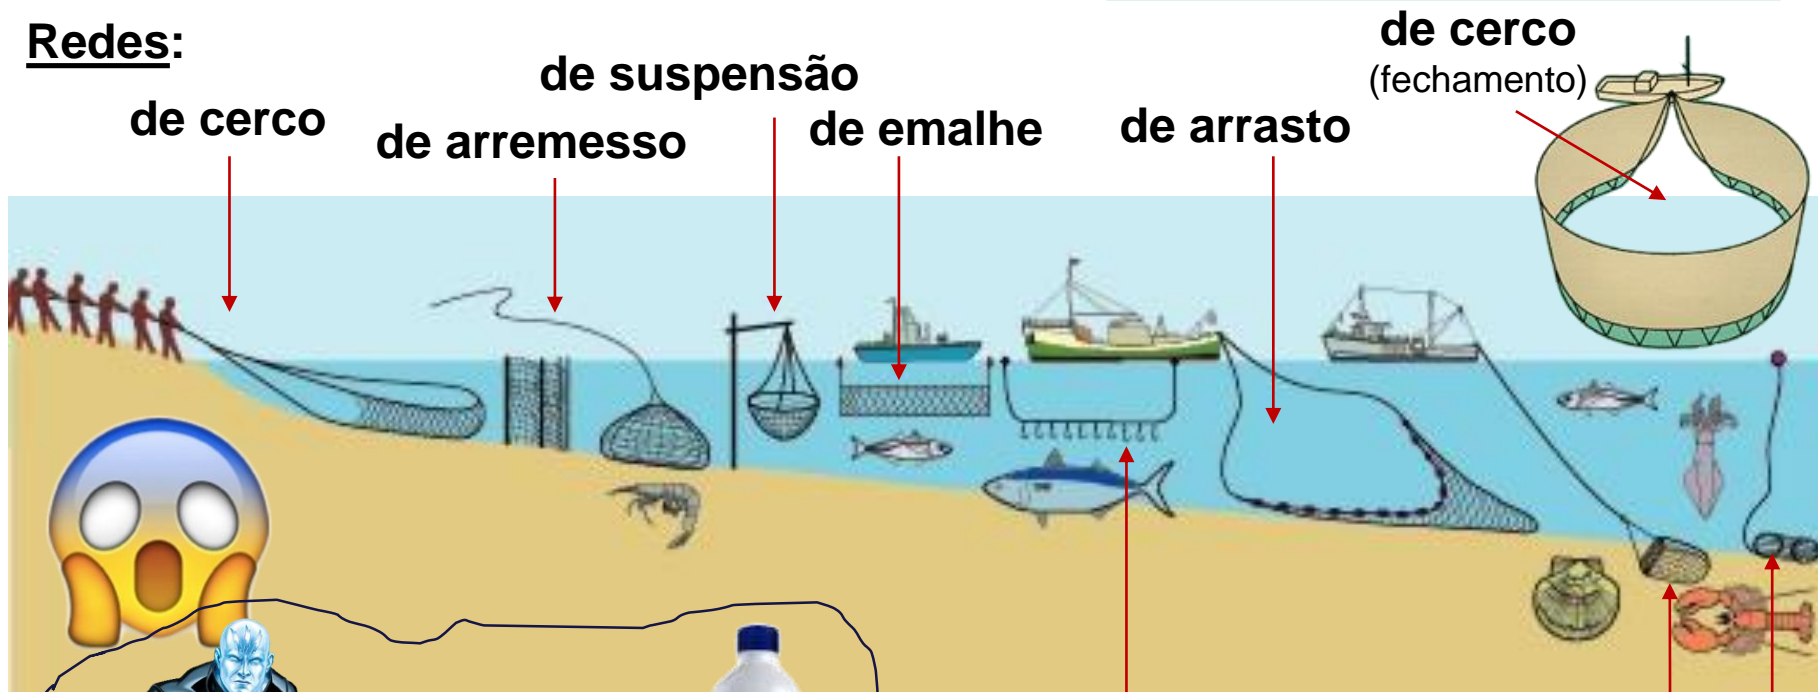 Redes:
de cerco
de arremesso
de suspensão
de emalhe
de arrasto
de cerco
(fechamento)